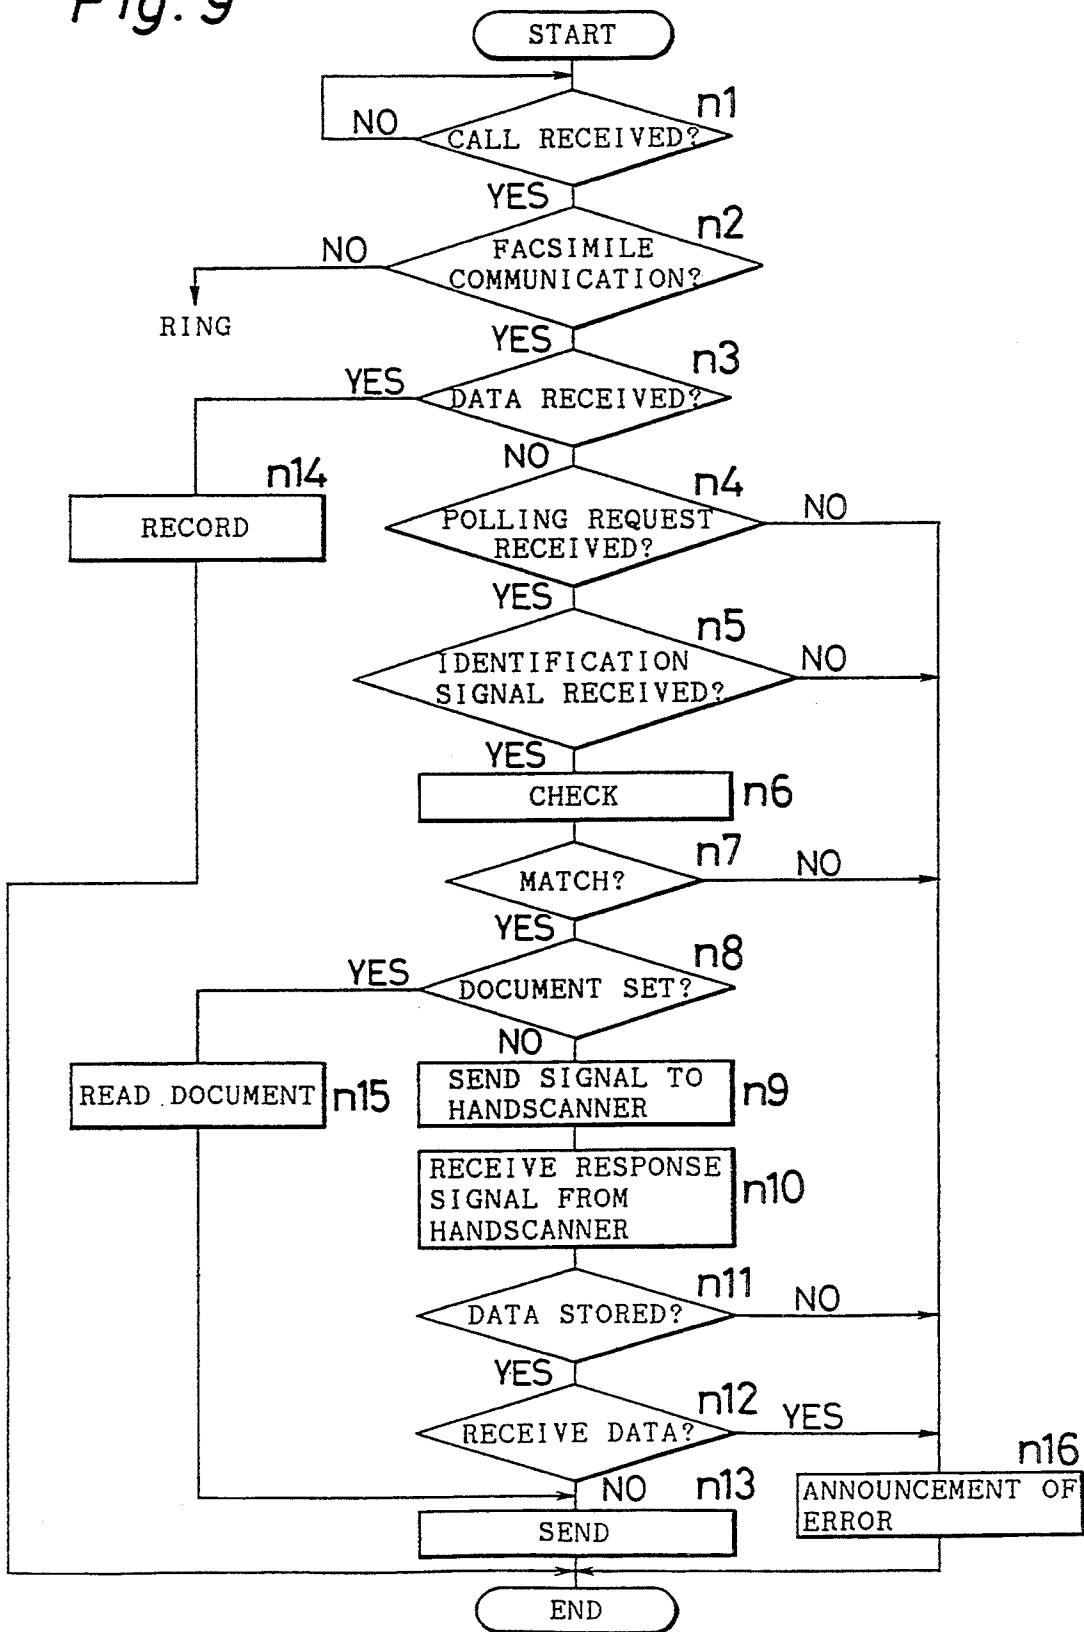 Fig. 9
START
n1
NO
CALL RECEIVED?
YES
n2
NO
FACSIMILE
COMMUNICATION?
RING
YES
n3
YES
DATA RECEIVED?
NO
n14
n4
NO
RECORD
POLLING REQUEST
RECEIVED?
YES
n5
IDENTIFICATION
SIGNAL RECEIVED?
NO
YES
CHECK
n6
n7
NO
MATCH?
YES
n8
YES
DOCUMENT SET?
NO
READ DOCUMENT
n15
SEND SIGNAL TO
HANDSCANNER
n9
RECEIVE RESPONSE
SIGNAL FROM
HANDSCANNER
n10
n11
NO
DATA STORED?
YES
n12
YES
RECEIVE DATA?
n16
NO
n13
ANNOUNCEMENT OF
ERROR
SEND
END